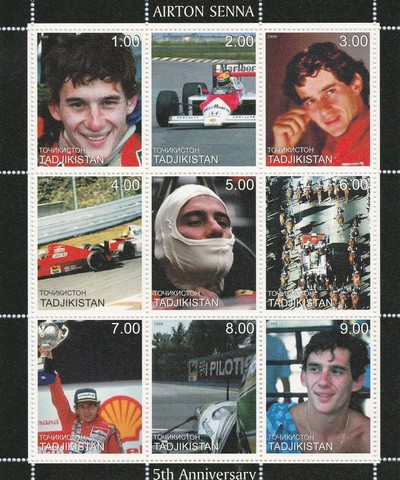 AIRTON SENNA
1.00
ТОЧИКИСТОН
TADJIKISTAN
2.00
Marlboro
ТОЧИКИСТОН
TADJIKISTAN
3.00
ТОЧИКИСТОН
TADJIKISTAN
4.00
ТОЧИКИСТОН
TADJIKISTAN
5.00
ТОЧИКИСТОН
TADJIKISTAN
6.00
ТОЧИКИСТОН
TADJIKISTAN
7.00
ТОЧИКИСТОН
TADJIKISTAN
8.00
PILOTI
ТОЧИКИСТОН
TADJIKISTAN
9.00
ТОЧИКИСТОН
TADJIKISTAN
5th Anniversary